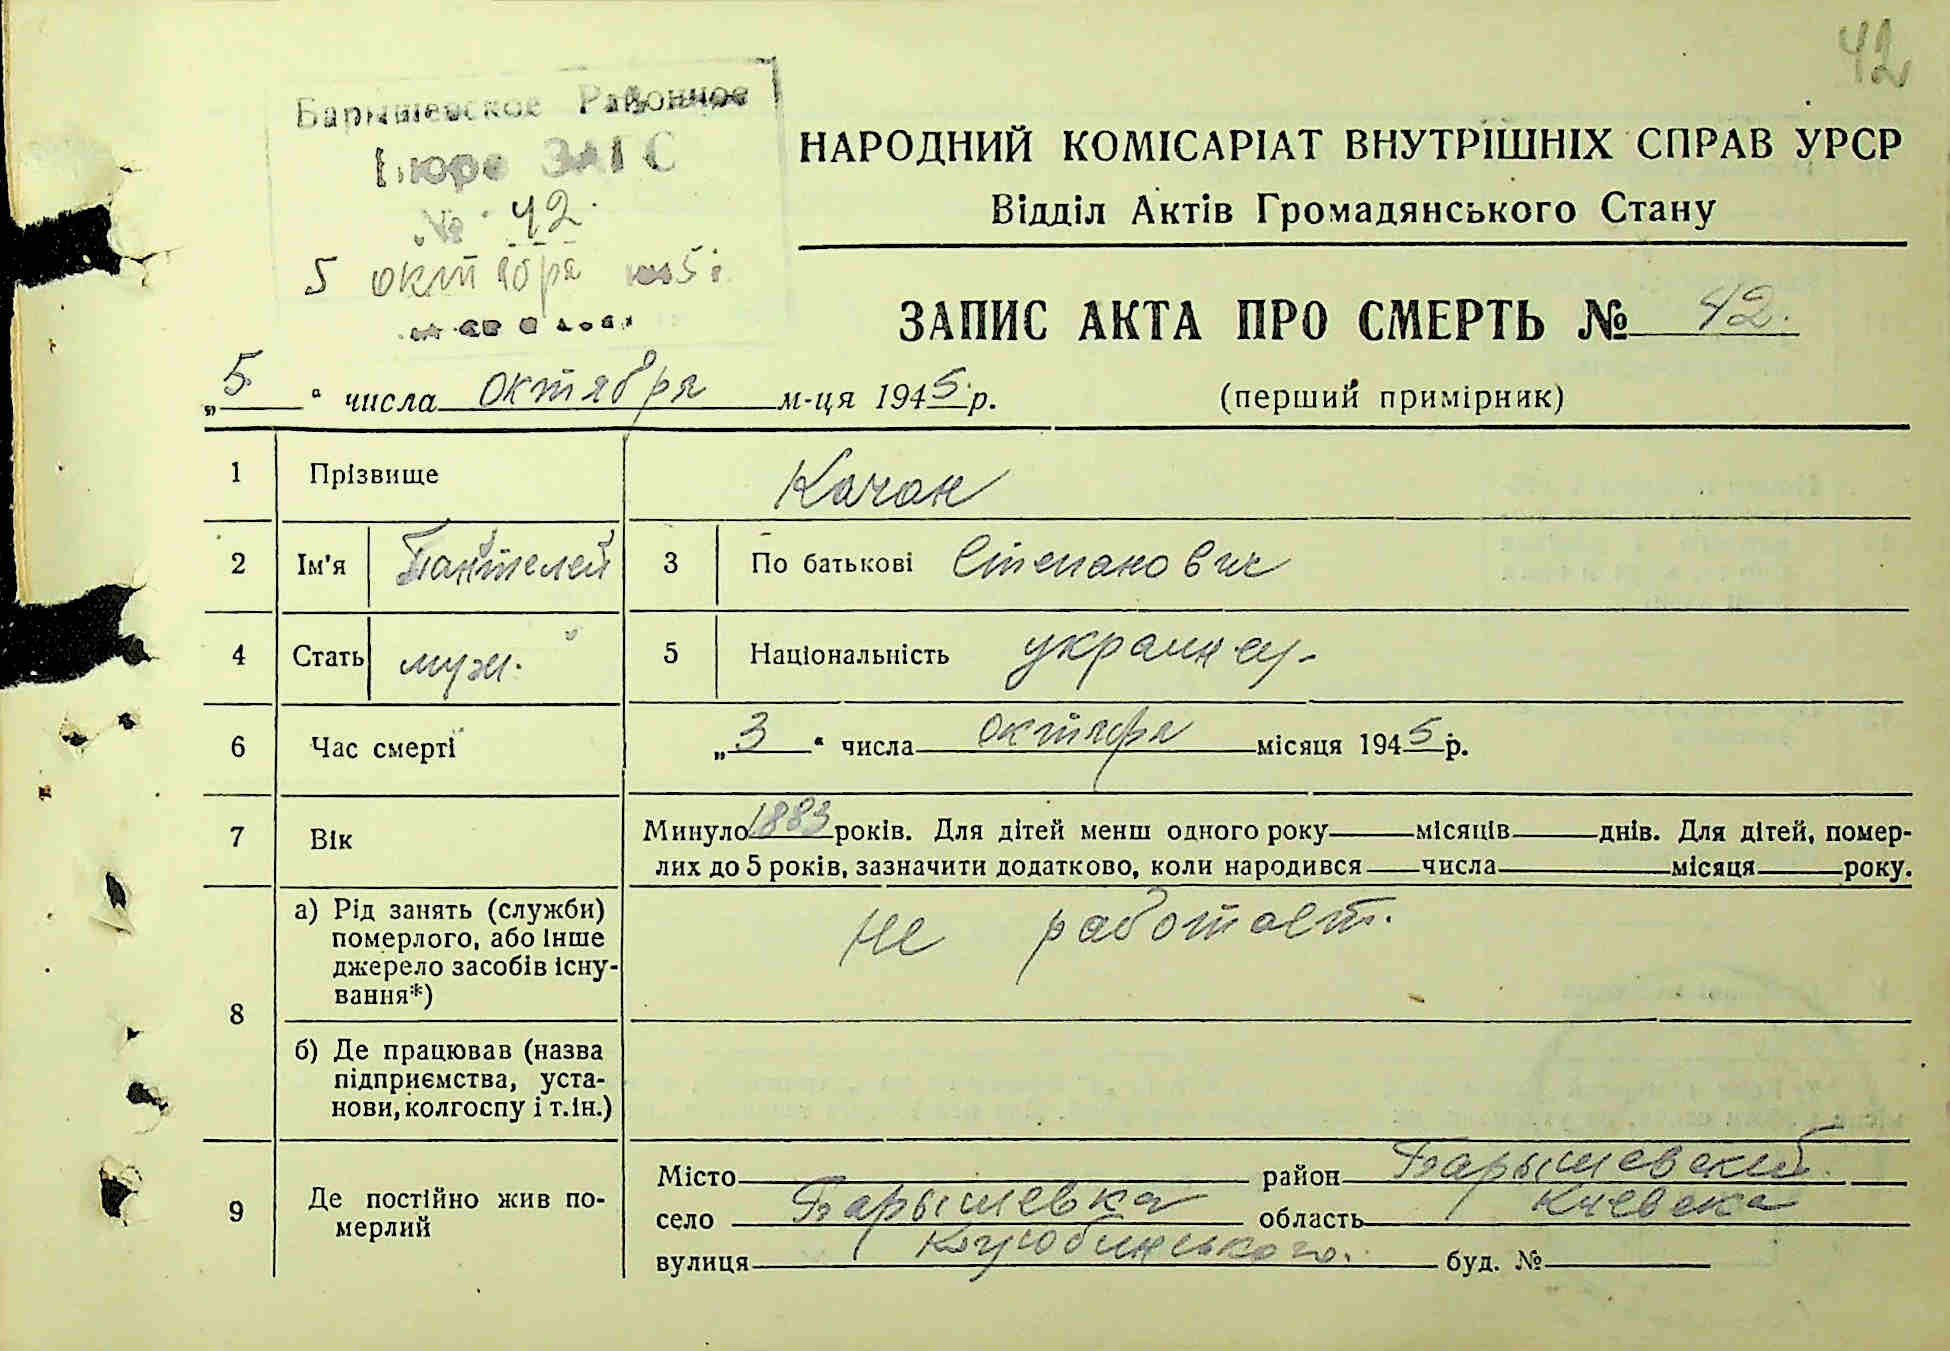 42
Барышевское Районное
Бюро ЗАГС
№ 42.
5 октября 1945 г.
НАРОДНИЙ КОМІСАРІАТ ВНУТРІШНІХ СПРАВ УРСР
Відділ Актів Громадянського Стану
ЗАПИС АКТА ПРО СМЕРТЬ № 42.
„5" числа октября м-ця 1945 р. (перший примірник)
1 Прізвище Качан
2 Ім'я Пантелей 3 По батькові Степанович
4 Стать муж. 5 Національність
6 Час смерті „3" числа октября місяця 1945 р.
7 Вік Минуло 1883 років. Для дітей менш одного року місяців днів. Для дітей, помер-
лих до 5 років, зазначити додатково, коли народився числа місяця року.
8 а) Рід занять (служби) не работает.
померлого, або інше
джерело засобів існу-
вання*)
б) Де працював (назва
підприємства, уста-
нови, колгоспу і т.ін.)
9 Де постійно жив по-
мерлий
Місто район Барышевский
село Барышевка область Киевска
вулиця буд. №